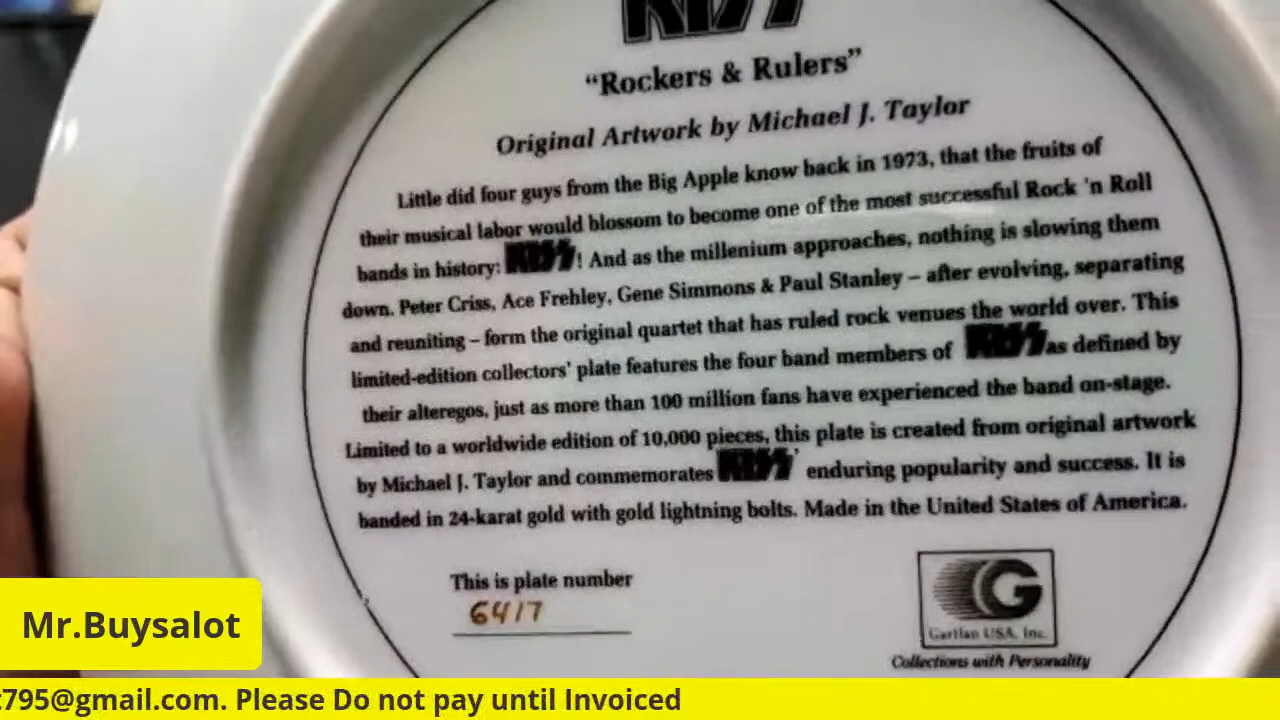 KISS
“Rockers & Rulers”
Original Artwork by Michael J. Taylor
Little did four guys from the Big Apple know back in 1973, that the fruits of
their musical labor would blossom to become one of the most successful Rock 'n Roll
bands in history: KISS! And as the millenium approaches, nothing is slowing them
down. Peter Criss, Ace Frehley, Gene Simmons & Paul Stanley – after evolving, separating
and reuniting – form the original quartet that has ruled rock venues the world over. This
limited-edition collectors' plate features the four band members of KISS as defined by
their alteregos, just as more than 100 million fans have experienced the band on-stage.
Limited to a worldwide edition of 10,000 pieces, this plate is created from original artwork
by Michael J. Taylor and commemorates KISS' enduring popularity and success. It is
banded in 24-karat gold with gold lightning bolts. Made in the United States of America.
This is plate number
6417
G
Gartlan USA, Inc.
Collections with Personality
Mr.Buysalot
795@gmail.com. Please Do not pay until Invoiced